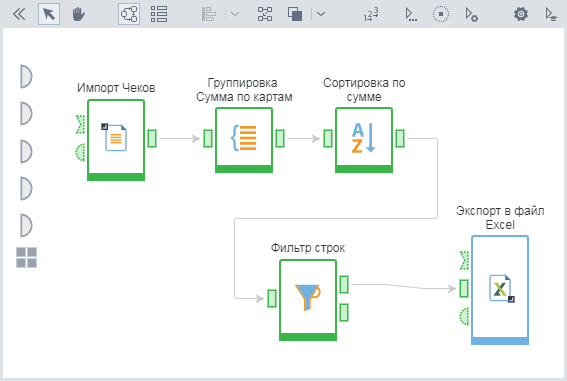 Импорт Чеков
Группировка
Сумма по картам
Сортировка по
сумме
Фильтр строк
Экспорт в файл
Excel